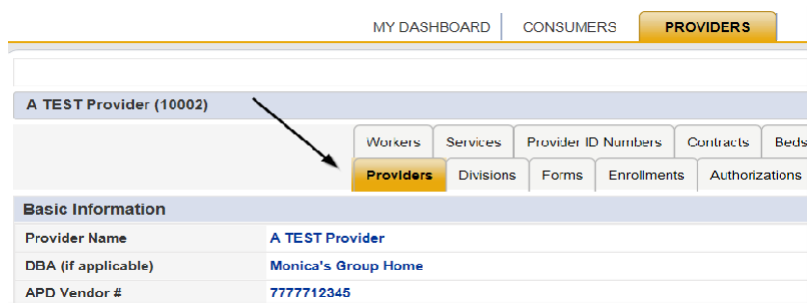 MY DASHBOARD CONSUMERS PROVIDERS
A TEST Provider (10002)
Workers Services Provider ID Numbers Contracts Beds
Providers Divisions Forms Enrollments Authorizations
Basic Information
Provider Name A TEST Provider
DBA (if applicable) Monica's Group Home
APD Vendor # 7777712345